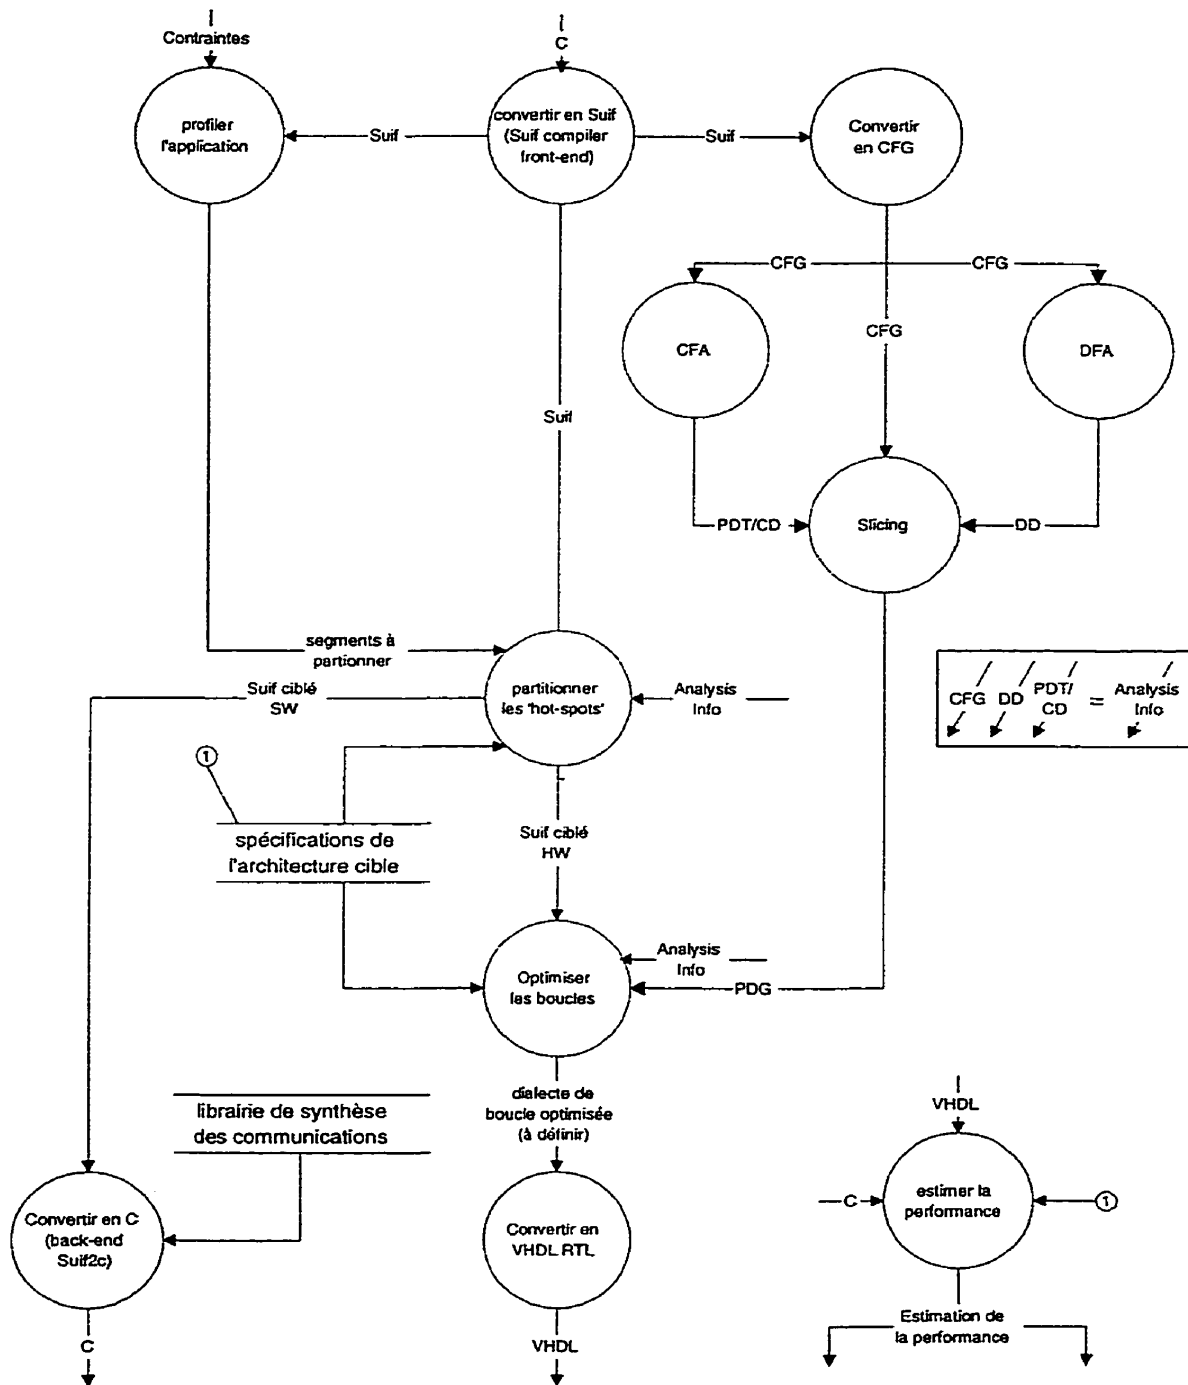 Contraintes
C
profiler
l'application
Suif
convertir en Suif
(Suif compiler
front-end)
Suif
Convertir
en CFG
CFG
CFG
CFA
CFG
DFA
Suif
PDT/CD
Slicing
DD
segments à
partionner
Suif ciblé
SW
partitionner
les 'hot-spots'
Analysis
Info
CFG DD PDT/
CD = Analysis
Info
1
spécifications de
l'architecture cible
Suif ciblé
HW
Optimiser
les boucles
Analysis
Info
PDG
dialecte de
boucle optimisée
(à définir)
librairie de synthèse
des communications
VHDL
Convertir en C
(back-end
Suif2c)
Convertir en
VHDL RTL
C
estimer la
performance
1
C
VHDL
Estimation de
la performance